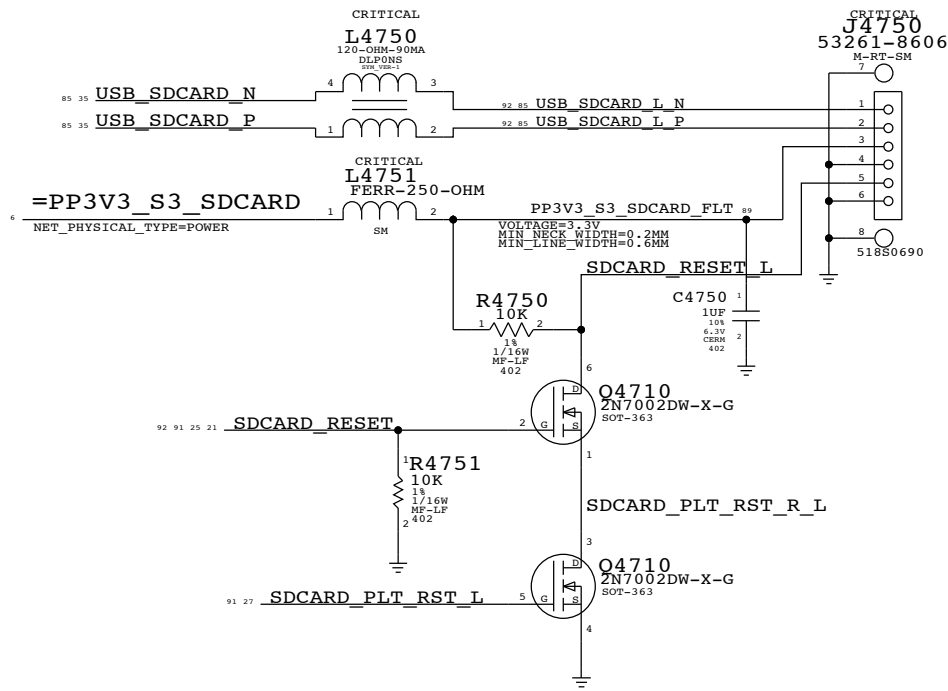 CRITICAL
L4750
120-OHM-90MA
DLP0NS
SYM_VER-1
4
3
85 35
USB_SDCARD_N
92 85
USB_SDCARD_L_N
85 35
USB_SDCARD_P
1
2
92 85
USB_SDCARD_L_P
CRITICAL
J4750
53261-8606
M-RT-SM
7
1
2
3
4
5
6
8
518S0690
CRITICAL
L4751
FERR-250-OHM
6
=PP3V3_S3_SDCARD
NET_PHYSICAL_TYPE=POWER
1
2
SM
PP3V3_S3_SDCARD_FLT
89
VOLTAGE=3.3V
MIN_NECK_WIDTH=0.2MM
MIN_LINE_WIDTH=0.6MM
SDCARD_RESET_L
R4750
10K
1
2
1%
1/16W
MF-LF
402
C4750
1UF
10%
6.3V
CERM
402
1
2
6
Q4710
2N7002DW-X-G
SOT-363
D
G
S
2
1
92 91 25 21
SDCARD_RESET
1
R4751
10K
1%
1/16W
MF-LF
402
2
SDCARD_PLT_RST_R_L
3
Q4710
2N7002DW-X-G
SOT-363
D
G
S
5
4
91 27
SDCARD_PLT_RST_L